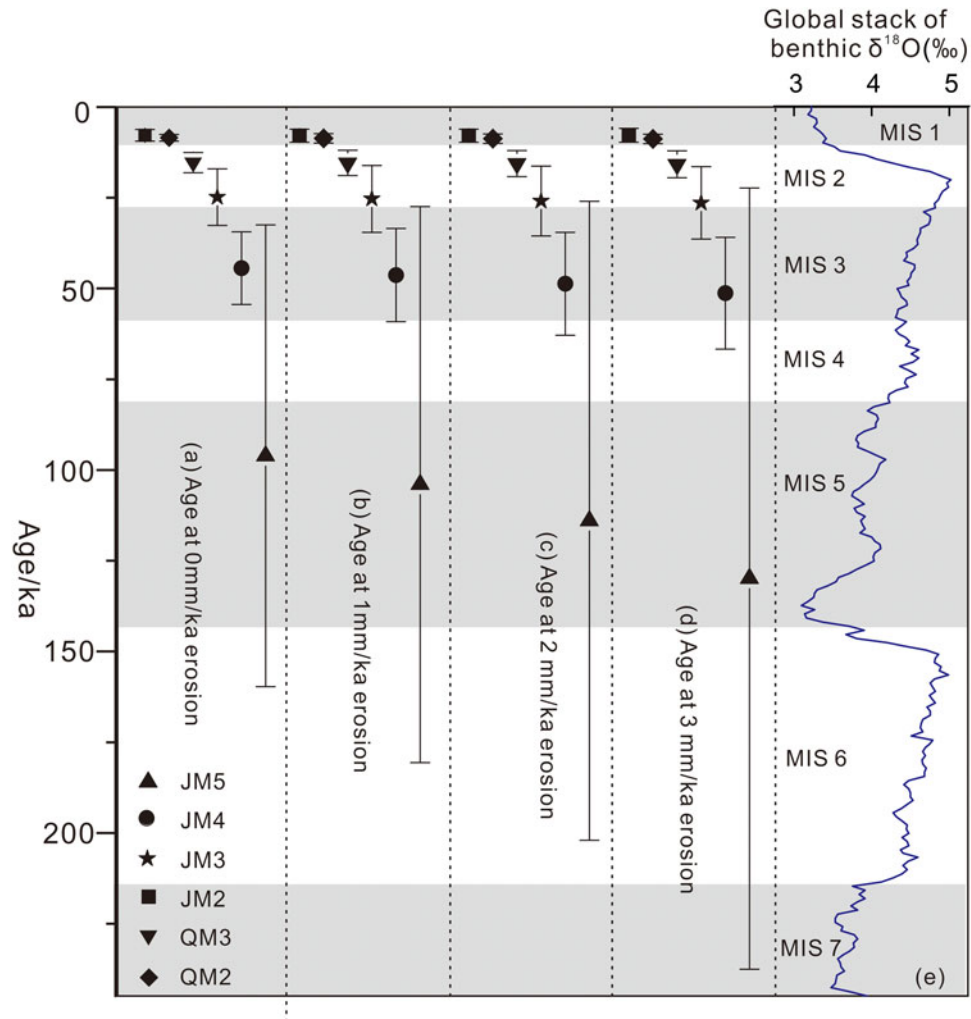 Global stack of
benthic δ¹⁸O(‰)
3 4 5
0
50
100
150
200
Age/ka
(a) Age at 0mm/ka erosion
(b) Age at 1mm/ka erosion
(c) Age at 2 mm/ka erosion
(d) Age at 3 mm/ka erosion
MIS 1
MIS 2
MIS 3
MIS 4
MIS 5
MIS 6
MIS 7
(e)
JM5
JM4
JM3
JM2
QM3
QM2